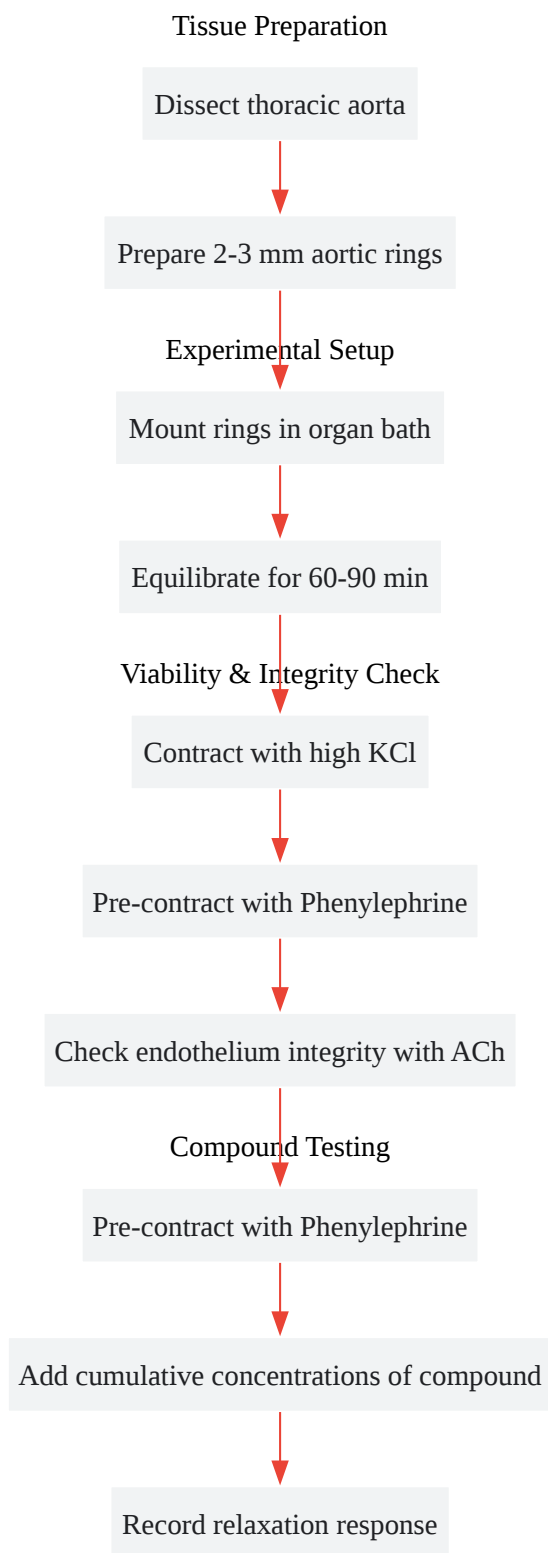 Tissue Preparation
Dissect thoracic aorta
Prepare 2-3 mm aortic rings
Experimental Setup
Mount rings in organ bath
Equilibrate for 60-90 min
Viability & Integrity Check
Contract with high KCl
Pre-contract with Phenylephrine
Check endothelium integrity with ACh
Compound Testing
Pre-contract with Phenylephrine
Add cumulative concentrations of compound
Record relaxation response